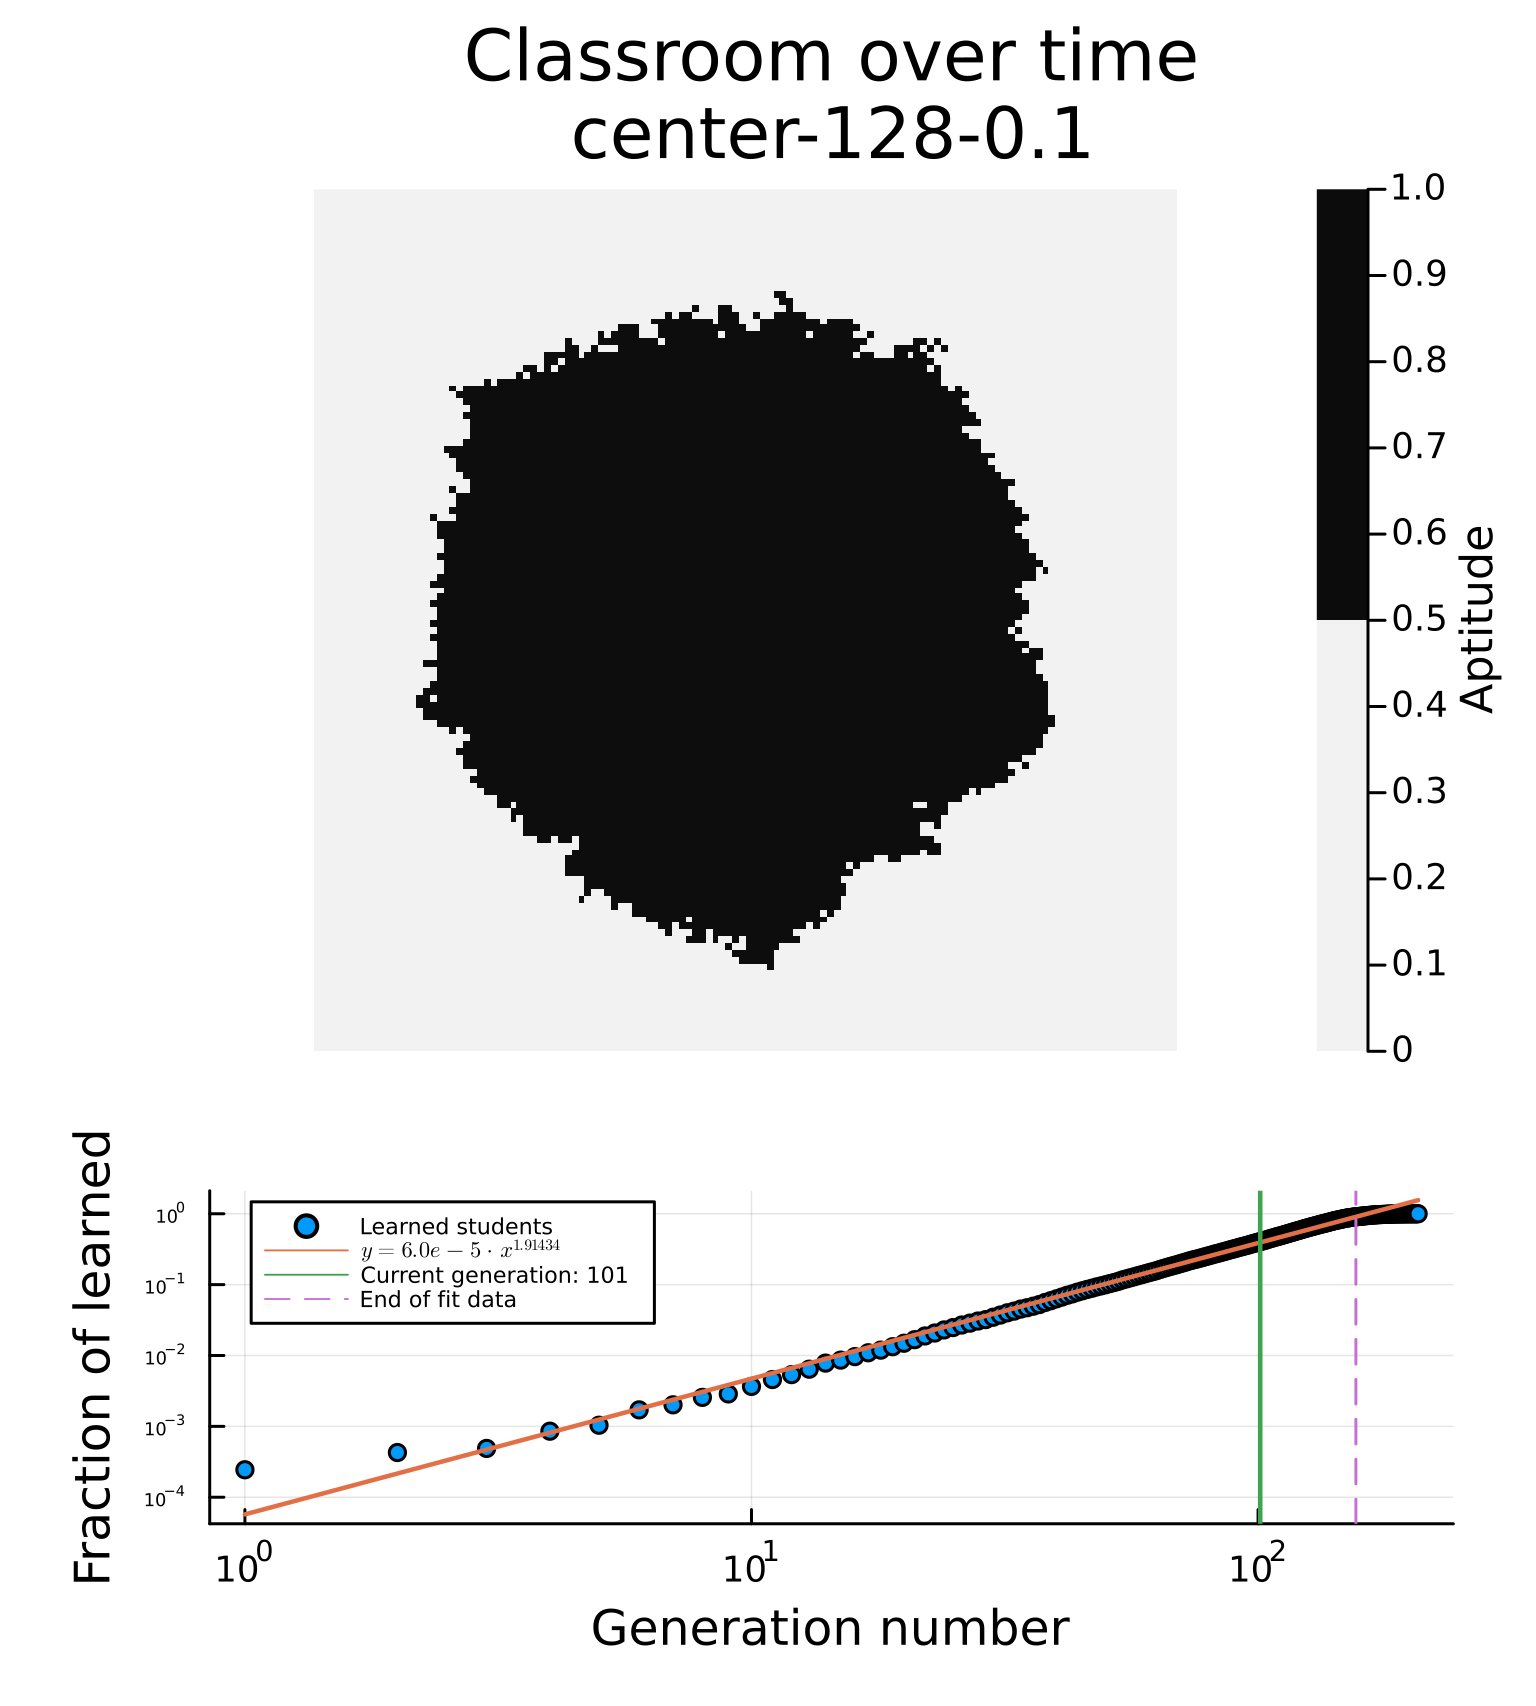 Classroom over time
center-128-0.1
1.0
0.9
0.8
0.7
0.6
0.5
0.4
0.3
0.2
0.1
0
Aptitude
Fraction of learned
10^0
10^-1
10^-2
10^-3
10^-4
Learned students
y = 6.0e − 5 · x^1.91434
Current generation: 101
End of fit data
10^0
10^1
10^2
Generation number